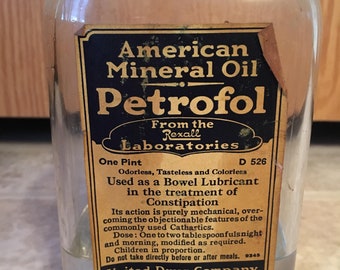 American
Mineral Oil
Petrofol
From the
Rexall
Laboratories
One Pint D 526
Odorless, Tasteless and Colorless
Used as a Bowel Lubricant
in the treatment of
Constipation
Its action is purely mechanical, over-
coming the objectionable features of the
commonly used Cathartics.
Dose: One to two tablespoonfuls night
and morning, modified as required.
Children in proportion.
Do not take directly before or after meals. 9345
United Drug Company